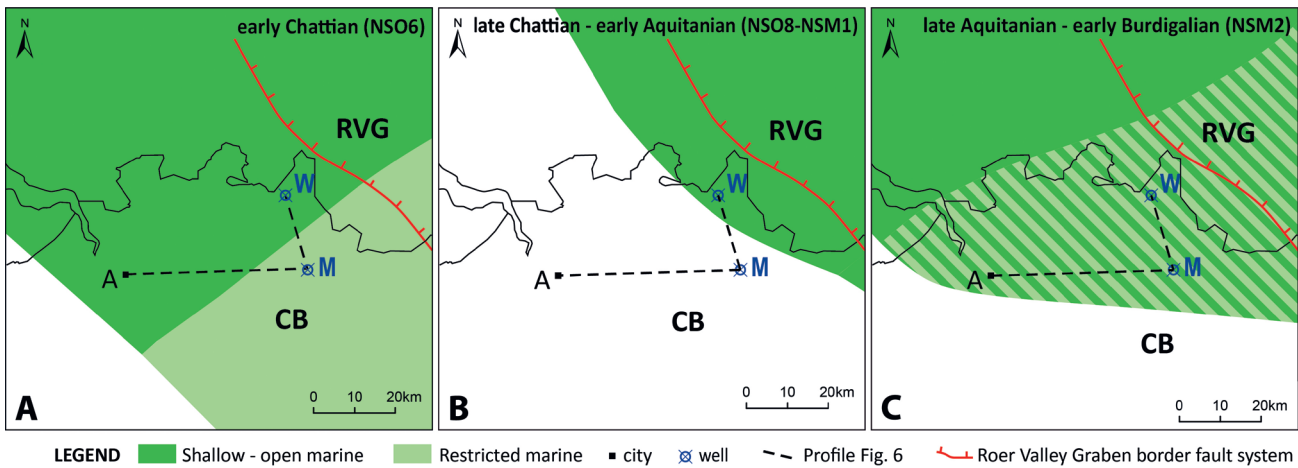 N
early Chattian (NSO6)
RVG
W
M
A
CB
0 10 20km
A
N
late Chattian - early Aquitanian (NSO8-NSM1)
RVG
W
M
A
CB
0 10 20km
B
N
late Aquitanian - early Burdigalian (NSM2)
RVG
W
M
A
CB
0 10 20km
C
LEGEND Shallow - open marine Restricted marine city well Profile Fig. 6 Roer Valley Graben border fault system